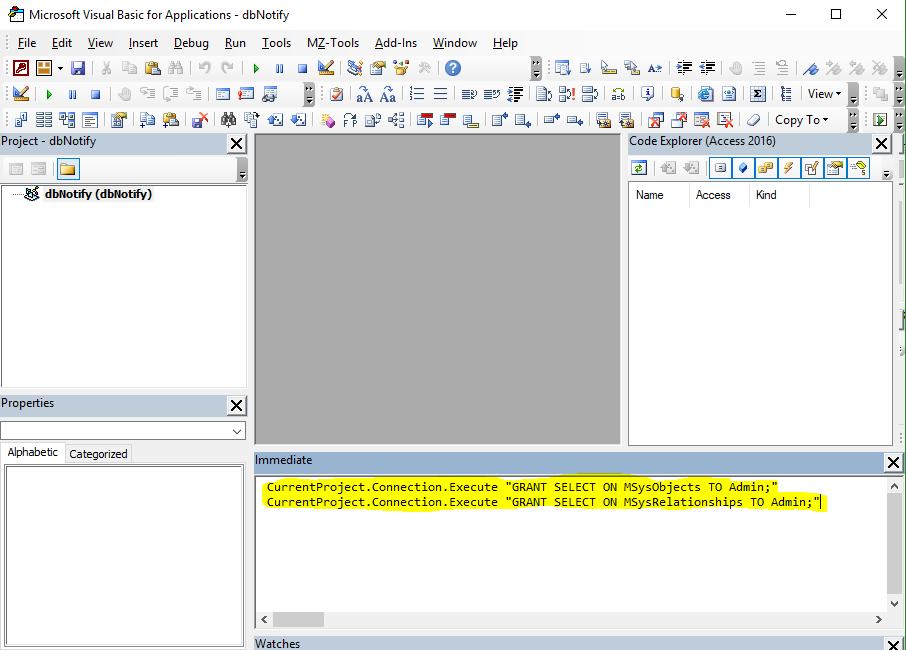 Microsoft Visual Basic for Applications - dbNotify
File Edit View Insert Debug Run Tools MZ-Tools Add-Ins Window Help
View
Copy To
Project - dbNotify
dbNotify (dbNotify)
Properties
Alphabetic Categorized
Code Explorer (Access 2016)
Name Access Kind
Immediate
CurrentProject.Connection.Execute "GRANT SELECT ON MSysObjects TO Admin;"
CurrentProject.Connection.Execute "GRANT SELECT ON MSysRelationships TO Admin;"
Watches